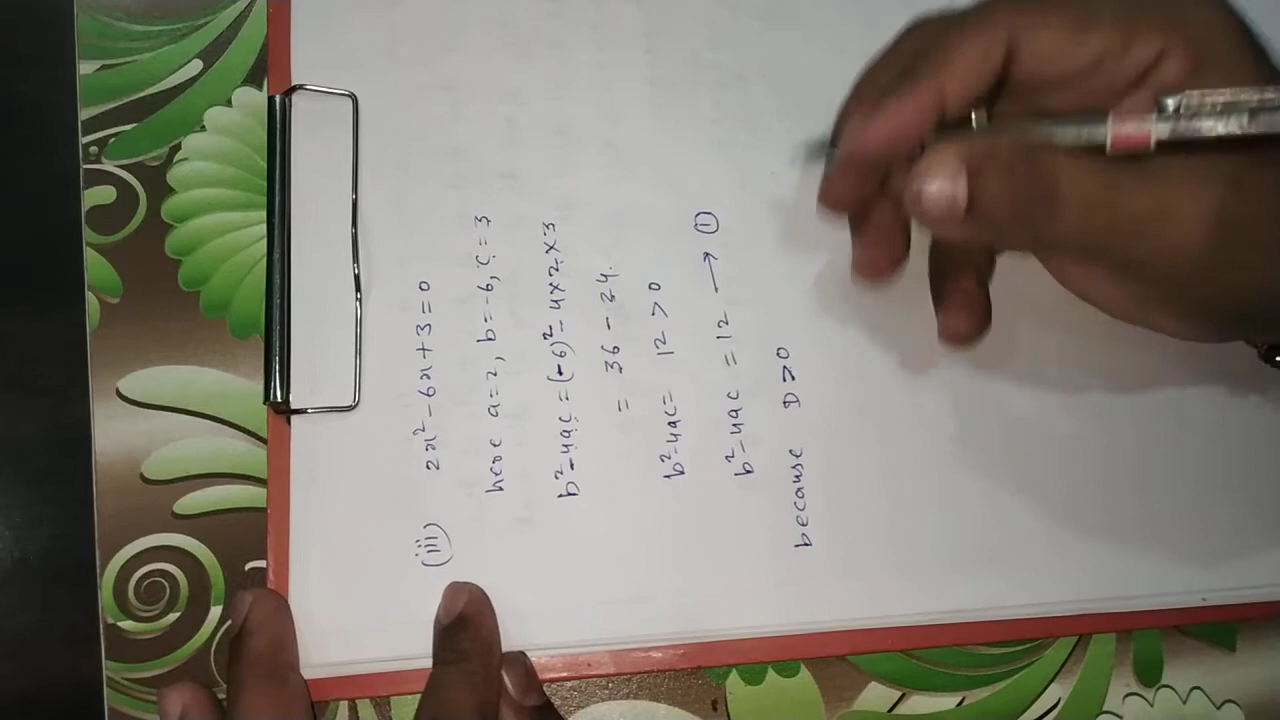 (iii) 2x² - 6x + 3 = 0
here a = 2, b = -6, c = 3
b² - 4ac = (-6)² - 4 × 2 × 3
= 36 - 24.
b² - 4ac = 12 > 0
b² - 4ac = 12 → ①
because D > 0